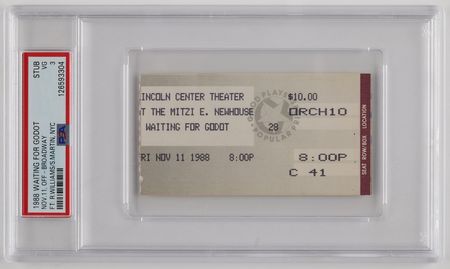 1988 WAITING FOR GODOT
NOV.11, OFF-BROADWAY
FT: R.WILLIAMS/S.MARTIN, NYC
STUB
VG 3
126593304
PSA
INCOLN CENTER THEATER
AT THE MITZI E. NEWHOUSE
WAITING FOR GODOT 28
FRI NOV 11 1988 8:00P
$10.00
ORCH10
8:00P
C 41
SEAT ROW/BOX LOCATION